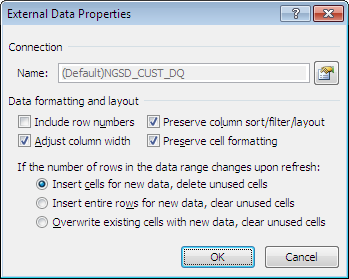 External Data Properties
Connection
Name: (Default)NGSD_CUST_DQ
Data formatting and layout
Include row numbers Preserve column sort/filter/layout
Adjust column width Preserve cell formatting
If the number of rows in the data range changes upon refresh:
Insert cells for new data, delete unused cells
Insert entire rows for new data, clear unused cells
Overwrite existing cells with new data, clear unused cells
OK Cancel